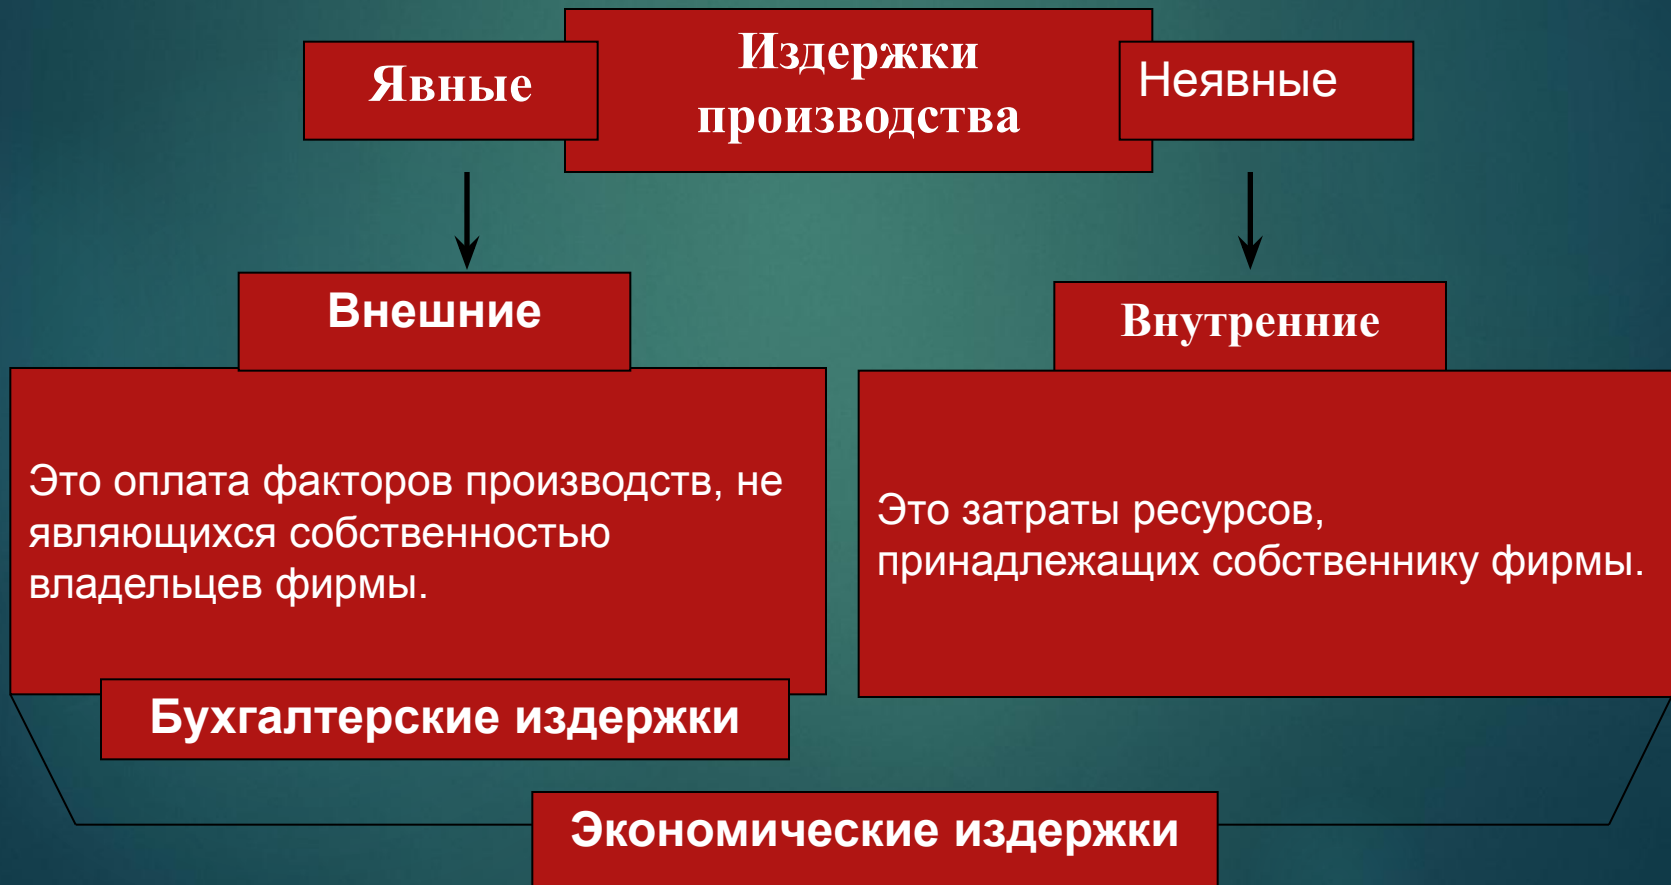 Издержки
производства
Явные
Неявные
Внешние
Внутренние
Это оплата факторов производств, не
являющихся собственностью
владельцев фирмы.
Это затраты ресурсов,
принадлежащих собственнику фирмы.
Бухгалтерские издержки
Экономические издержки